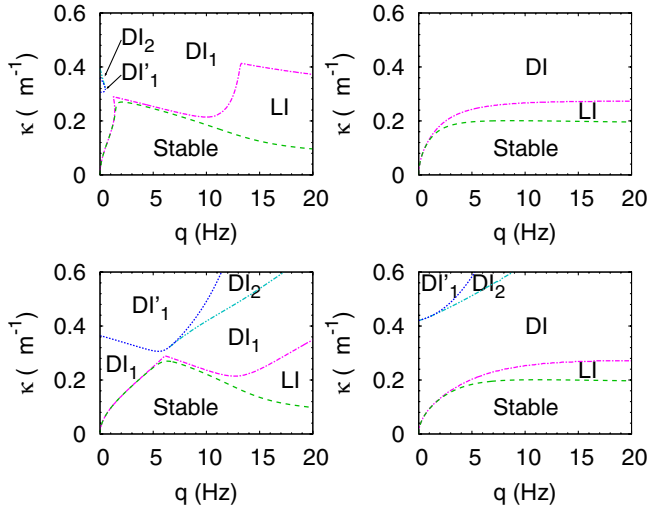 0.6
0.4
0.2
0
κ ( m⁻¹)
DI₂
DI'₁
DI₁
LI
Stable
0 5 10 15 20
q (Hz)
0.6
0.4
0.2
0
κ ( m⁻¹)
DI
LI
Stable
0 5 10 15 20
q (Hz)
0.6
0.4
0.2
0
κ ( m⁻¹)
DI'₁
DI₂
DI₁
DI₁
LI
Stable
0 5 10 15 20
q (Hz)
0.6
0.4
0.2
0
κ ( m⁻¹)
DI'₁ DI₂
DI
LI
Stable
0 5 10 15 20
q (Hz)